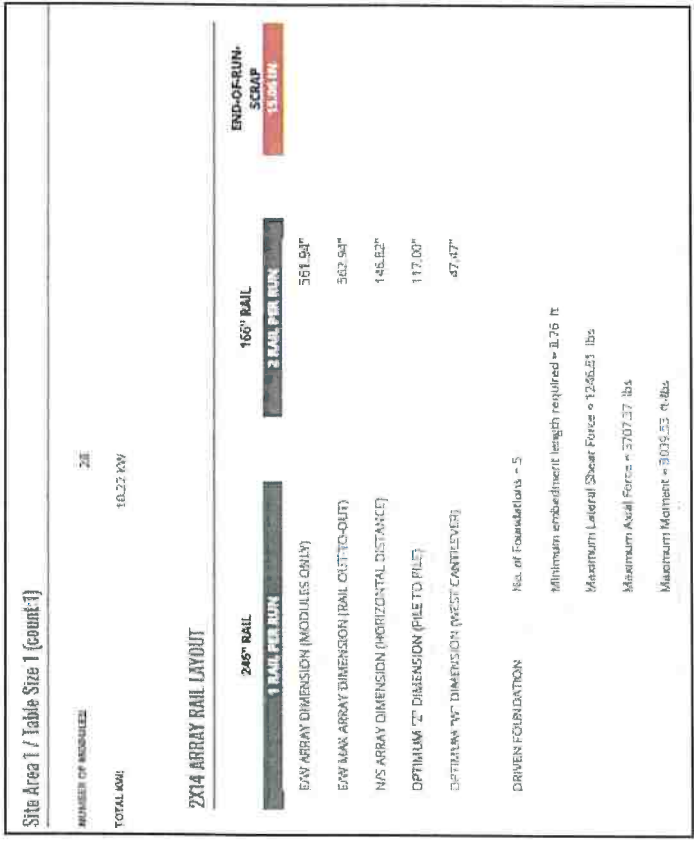 Site Area 1 / Table Size 1 (count:1)
NUMBER OF MODULES 28
TOTAL KW:
2X14 ARRAY RAIL LAYOUT
246" RAIL 166" RAIL END-OF-RUN-SCRAP
1 RAIL PER RUN 2 RAIL PER RUN 15.06 IN.
E/W ARRAY DIMENSION (MODULES ONLY) 561.94"
E/W MAX ARRAY DIMENSION (RAIL OUT-TO-OUT) 562.94"
N/S ARRAY DIMENSION (HORIZONTAL DISTANCE) 146.82"
OPTIMUM "Z" DIMENSION (PILE TO PILE) 117.00"
OPTIMUM "W" DIMENSION (WEST CANTILEVER) 47.47"
DRIVEN FOUNDATION No. of Foundations = 5
Minimum embedment length required = 8.76 ft
Maximum Lateral Shear Force = 1246.81 lbs
Maximum Axial Force = 3707.37 lbs
Maximum Moment = 8039.53 ft-lbs